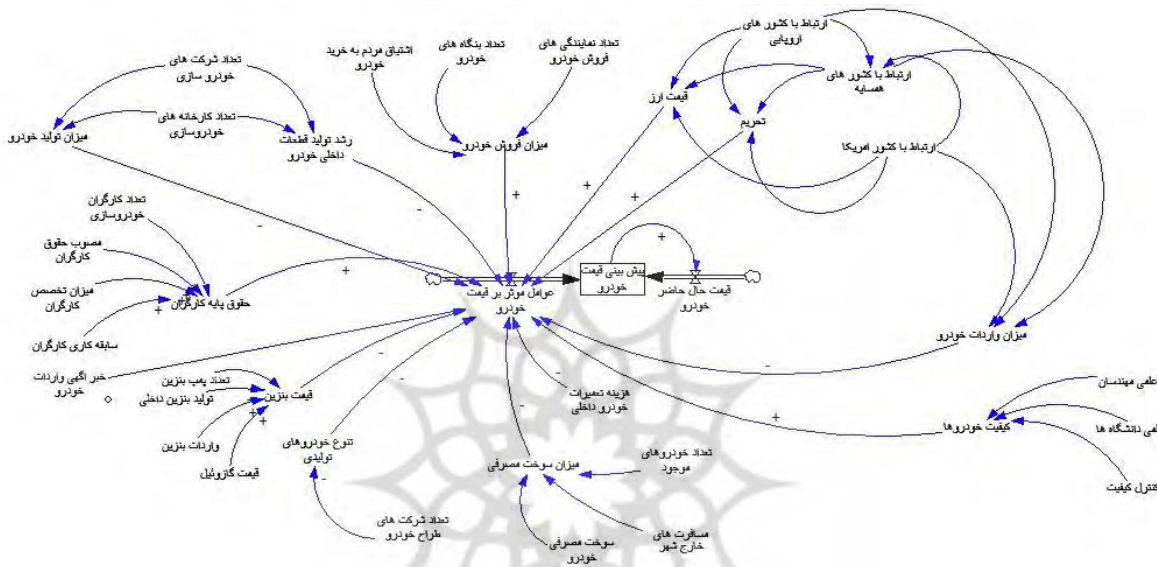 ارتباط با کشور های
اروپایی
ارتباط با کشور های
همسایه
قیمت ارز
تحریم
ارتباط با کشور امریکا
تعداد نمایندگی های
فروش خودرو
تعداد بنگاه های
خودرو
اشتیاق مردم به خرید
خودرو
میزان فروش خودرو
تعداد شرکت های
خودرو سازی
تعداد کارخانه های
خودروسازی
میزان تولید خودرو
رشد تولید قطعات
داخلی خودرو
تعداد کارگران
خودروسازی
مصوب حقوق
کارگران
میزان تخصص
کارگران
سابقه کاری کارگران
حقوق پایه کارگران
پیش بینی قیمت
خودرو
قیمت حال حاضر
خودرو
عوامل موثر بر قیمت
خودرو
میزان واردات خودرو
خبر اگهی واردات
خودرو
تعداد پمپ بنزین
تولید بنزین داخلی
واردات بنزین
قیمت گازوئیل
قیمت بنزین
هزینه تعمیرات
خودرو داخلی
تنوع خودروهای
تولیدی
تعداد شرکت های
طراح خودرو
میزان سوخت مصرفی
تعداد خودروهای
موجود
مسافرت های
خارج شهر
سوخت مصرفی
خودرو
علمی مهندسان
دانشگاه ها
کنترل کیفیت
کیفیت خودروها